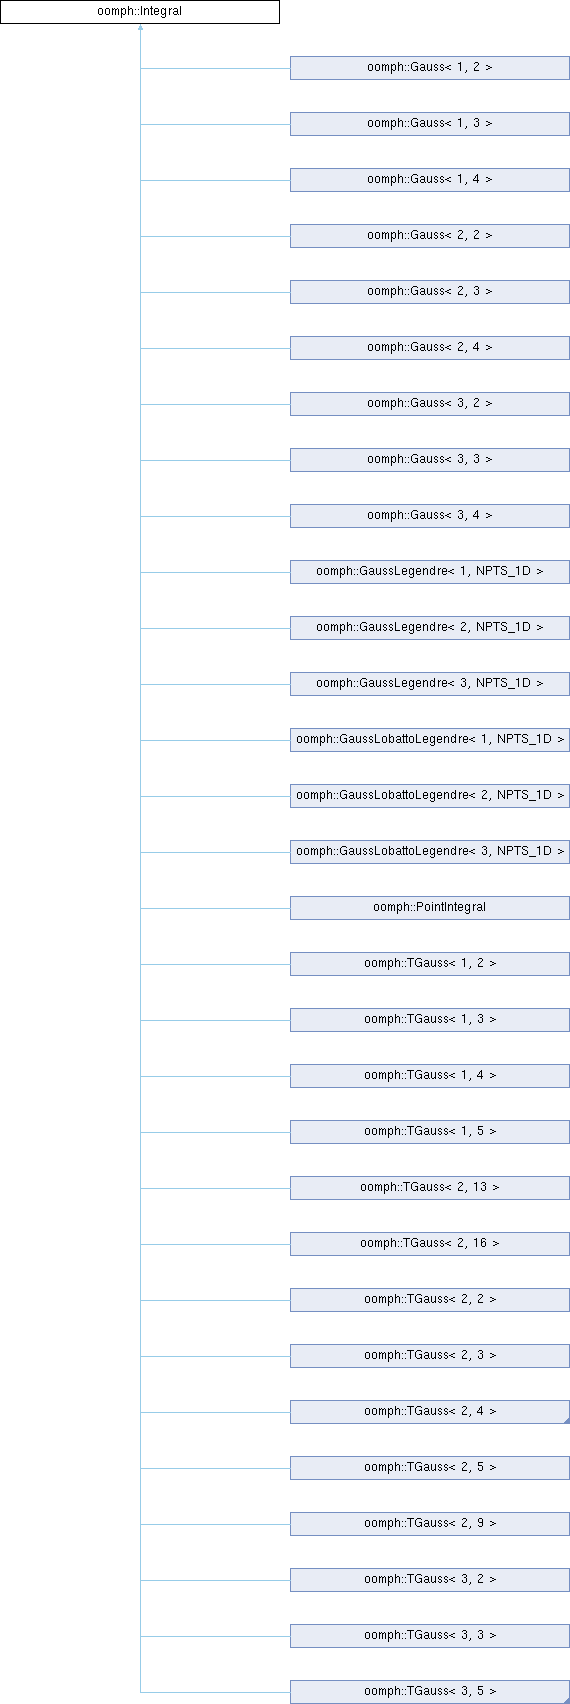 oomph::Integral
oomph::Gauss< 1, 2 >
oomph::Gauss< 1, 3 >
oomph::Gauss< 1, 4 >
oomph::Gauss< 2, 2 >
oomph::Gauss< 2, 3 >
oomph::Gauss< 2, 4 >
oomph::Gauss< 3, 2 >
oomph::Gauss< 3, 3 >
oomph::Gauss< 3, 4 >
oomph::GaussLegendre< 1, NPTS_1D >
oomph::GaussLegendre< 2, NPTS_1D >
oomph::GaussLegendre< 3, NPTS_1D >
oomph::GaussLobattoLegendre< 1, NPTS_1D >
oomph::GaussLobattoLegendre< 2, NPTS_1D >
oomph::GaussLobattoLegendre< 3, NPTS_1D >
oomph::PointIntegral
oomph::TGauss< 1, 2 >
oomph::TGauss< 1, 3 >
oomph::TGauss< 1, 4 >
oomph::TGauss< 1, 5 >
oomph::TGauss< 2, 13 >
oomph::TGauss< 2, 16 >
oomph::TGauss< 2, 2 >
oomph::TGauss< 2, 3 >
oomph::TGauss< 2, 4 >
oomph::TGauss< 2, 5 >
oomph::TGauss< 2, 9 >
oomph::TGauss< 3, 2 >
oomph::TGauss< 3, 3 >
oomph::TGauss< 3, 5 >